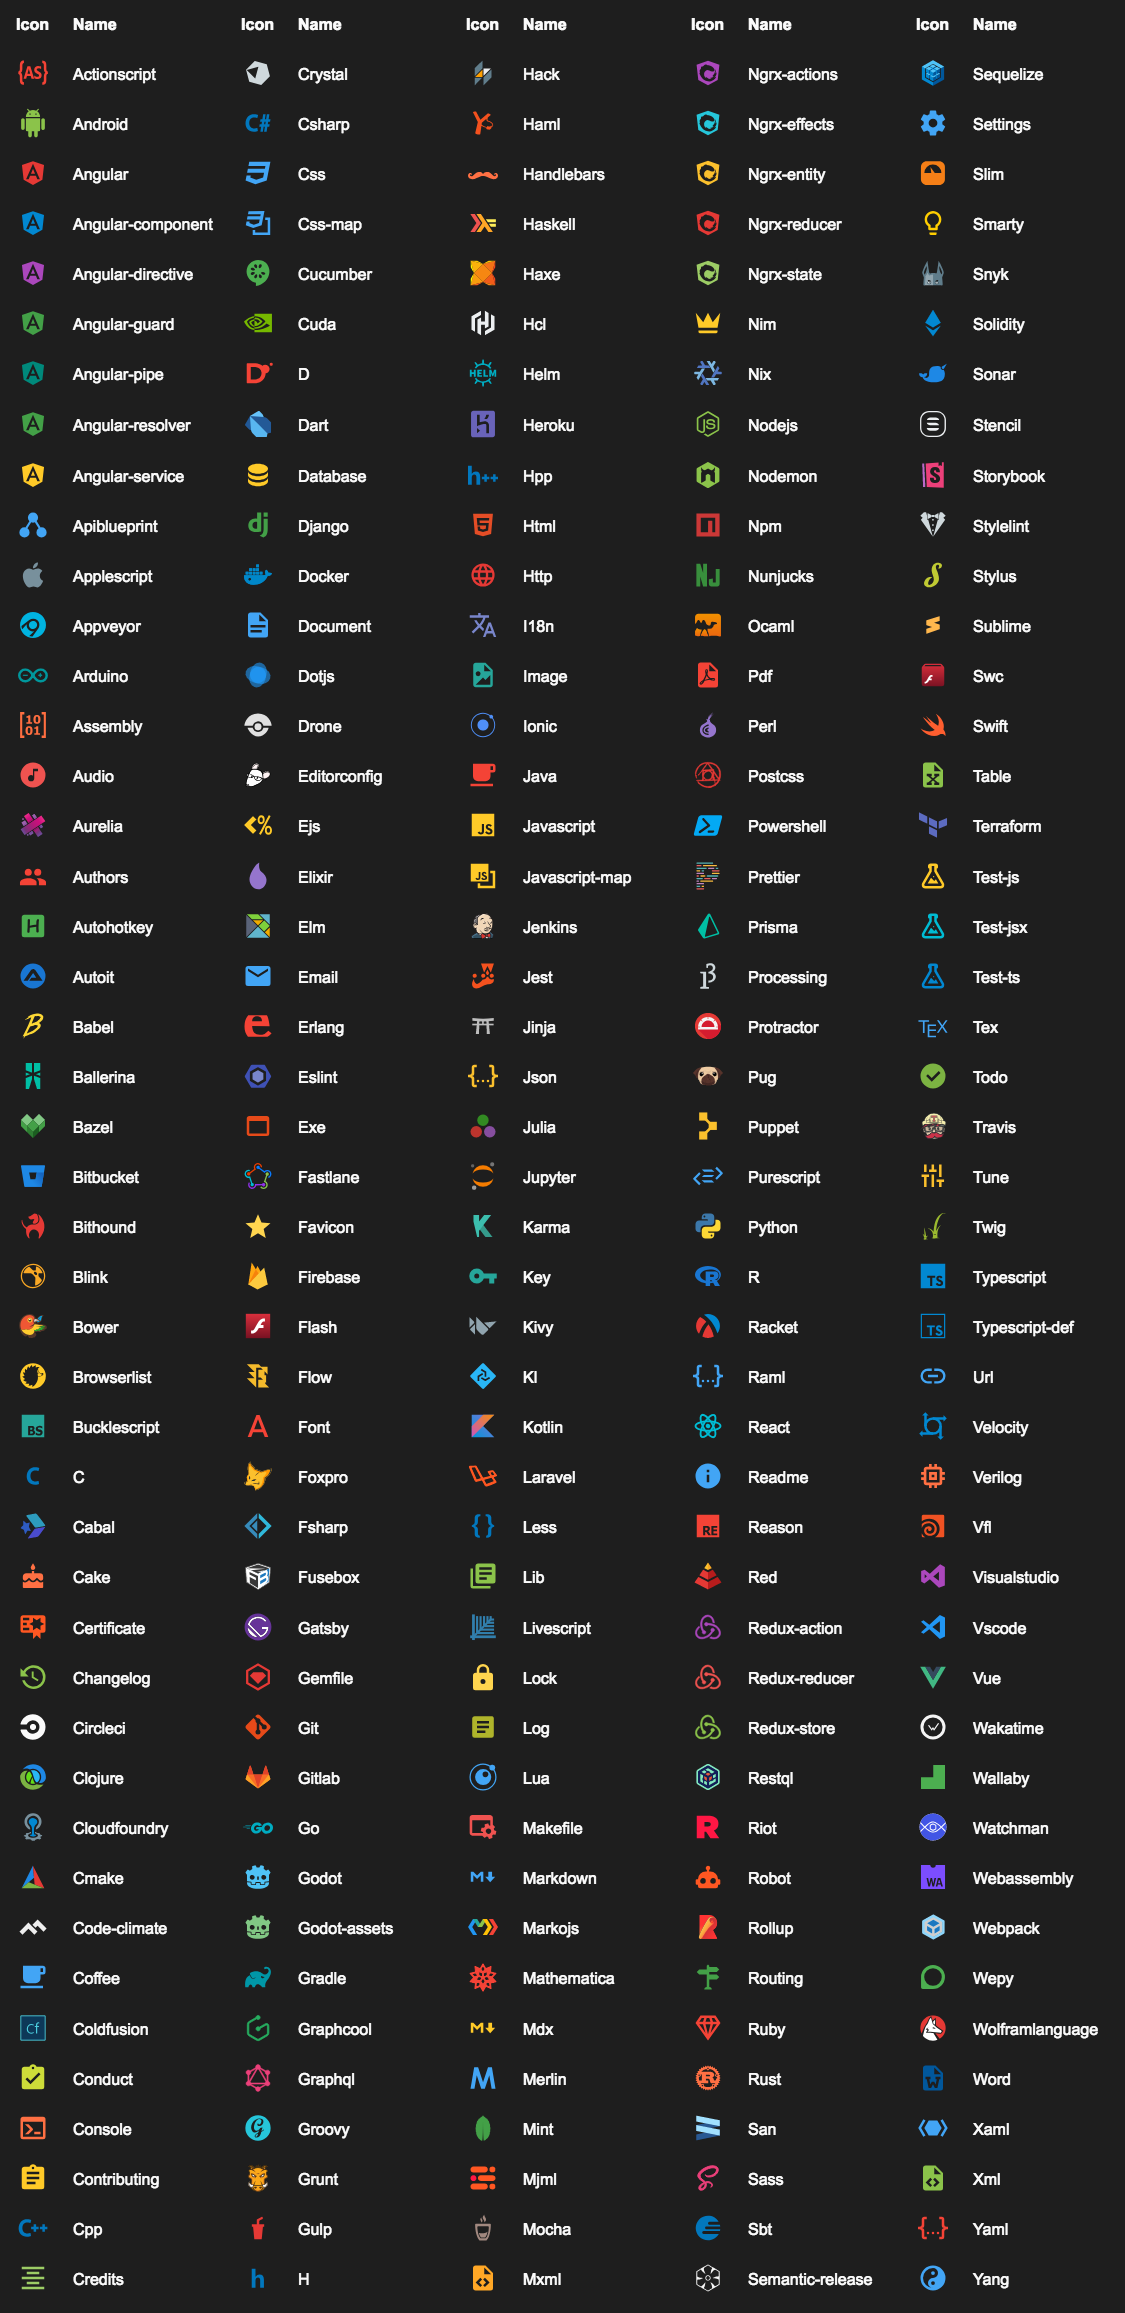 Icon Name Icon Name Icon Name Icon Name Icon Name
{AS} Actionscript Crystal Hack Ngrx-actions Sequelize
Android C# Csharp Haml Ngrx-effects Settings
A Angular Css Handlebars Ngrx-entity Slim
A Angular-component Css-map Haskell Ngrx-reducer Smarty
A Angular-directive Cucumber Haxe Ngrx-state Snyk
A Angular-guard Cuda Hcl Nim Solidity
A Angular-pipe D D HELM Helm Nix Sonar
A Angular-resolver Dart h Heroku JS Nodejs Stencil
A Angular-service Database h++ Hpp Nodemon S Storybook
Apiblueprint dj Django 5 Html n Npm Stylelint
Applescript Docker Http NJ Nunjucks S Stylus
Appveyor Document A I18n Ocaml S Sublime
Arduino Dotjs Image Pdf f Swc
[10 01] Assembly Drone Ionic Perl Swift
Audio Editorconfig Java Postcss X Table
Aurelia <% Ejs JS Javascript Powershell Terraform
Authors Elixir JS Javascript-map Prettier Test-js
H Autohotkey Elm Jenkins Prisma Test-jsx
Autoit Email Jest Processing Test-ts
B Babel e Erlang Jinja Protractor TEX Tex
Ballerina Eslint {...} Json Pug Todo
Bazel Exe Julia Puppet Travis
Bitbucket Fastlane Jupyter <=> Purescript Tune
Bithound Favicon K Karma Python Twig
Blink Firebase Key R R TS Typescript
Bower f Flash Kivy Racket TS Typescript-def
Browserlist F Flow Kl {...} Raml Url
BS Bucklescript A Font Kotlin React Velocity
C C Foxpro Laravel i Readme Verilog
Cabal Fsharp {} Less RE Reason Vfl
Cake Fusebox Lib Red Visualstudio
Certificate G Gatsby Livescript Redux-action Vscode
Changelog Gemfile Lock Redux-reducer Vue
Circleci Git Log Redux-store Wakatime
Clojure Gitlab Lua Restql Wallaby
Cloudfoundry GO Go Makefile R Riot Watchman
Cmake Godot M Markdown Robot WA Webassembly
Code-climate Godot-assets Markojs Rollup Webpack
Coffee Gradle Mathematica Routing Wepy
Cf Coldfusion Graphcool M Mdx Ruby Wolframlanguage
Conduct Graphql M Merlin R Rust W Word
Console G Groovy Mint San Xaml
Contributing Grunt Mjml Sass Xml
C++ Cpp Gulp Mocha Sbt {...} Yaml
Credits h H Mxml Semantic-release Yang